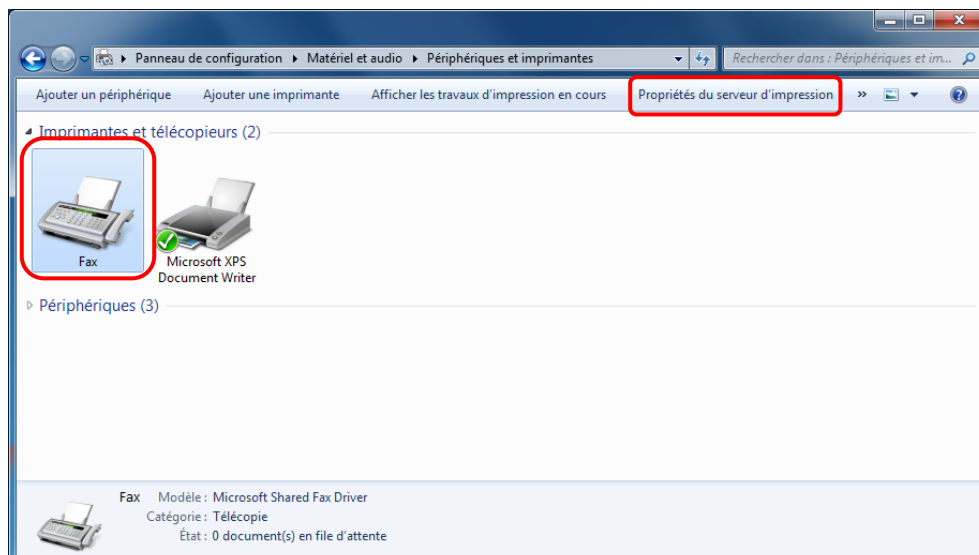 Panneau de configuration Matériel et audio Périphériques et imprimantes Rechercher dans : Périphériques et im...
Ajouter un périphérique Ajouter une imprimante Afficher les travaux d'impression en cours Propriétés du serveur d'impression »
Imprimantes et télécopieurs (2)
Fax
Microsoft XPS
Document Writer
Périphériques (3)
Fax Modèle : Microsoft Shared Fax Driver
Catégorie : Télécopie
État : 0 document(s) en file d'attente